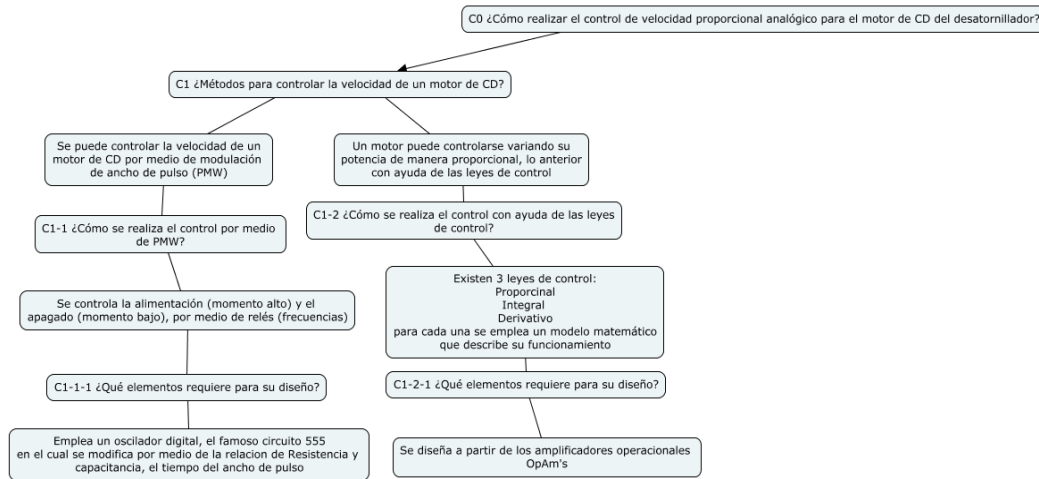 C0 ¿Cómo realizar el control de velocidad proporcional analógico para el motor de CD del desatornillador?
C1 ¿Métodos para controlar la velocidad de un motor de CD?
Se puede controlar la velocidad de un
motor de CD por medio de modulación
de ancho de pulso (PMW)
Un motor puede controlarse variando su
potencia de manera proporcional, lo anterior
con ayuda de las leyes de control
C1-1 ¿Cómo se realiza el control por medio
de PMW?
C1-2 ¿Cómo se realiza el control con ayuda de las leyes
de control?
Se controla la alimentación (momento alto) y el
apagado (momento bajo), por medio de relés (frecuencias)
Existen 3 leyes de control:
Proporcinal
Integral
Derivativo
para cada una se emplea un modelo matemático
que describe su funcionamiento
C1-1-1 ¿Qué elementos requiere para su diseño?
C1-2-1 ¿Qué elementos requiere para su diseño?
Emplea un oscilador digital, el famoso circuito 555
en el cual se modifica por medio de la relacion de Resistencia y
capacitancia, el tiempo del ancho de pulso
Se diseña a partir de los amplificadores operacionales
OpAm's